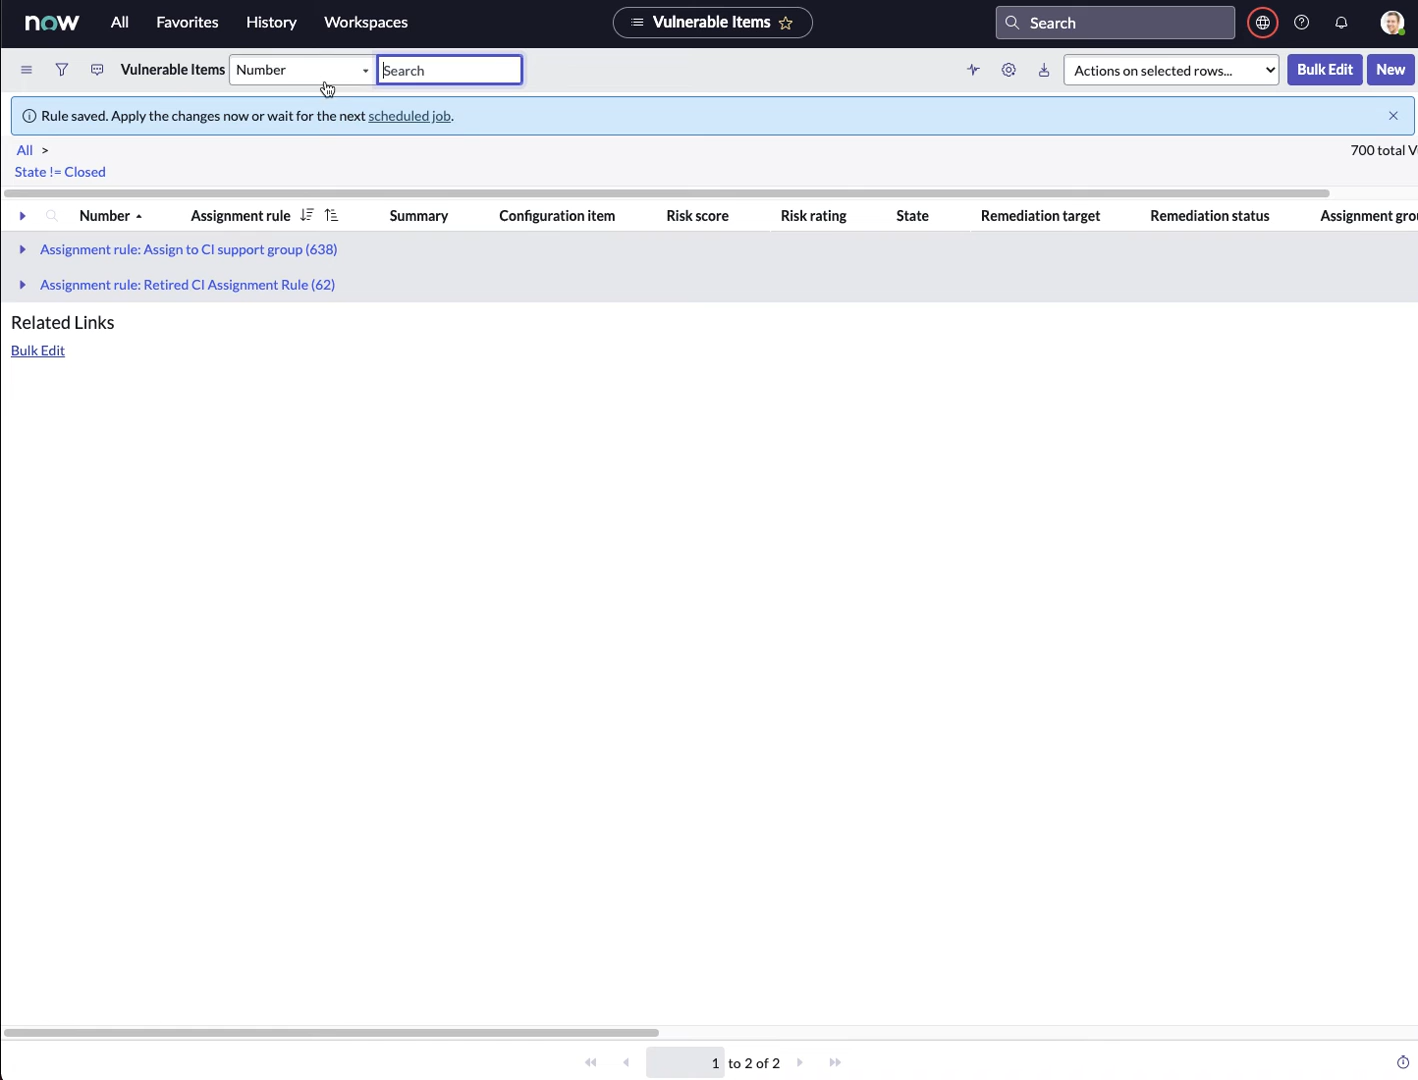 now All Favorites History Workspaces Vulnerable Items Search
Vulnerable Items Number Search Actions on selected rows... Bulk Edit New
Rule saved. Apply the changes now or wait for the next scheduled job.
All > 700 total V
State != Closed
Number Assignment rule Summary Configuration item Risk score Risk rating State Remediation target Remediation status Assignment gro
Assignment rule: Assign to CI support group (638)
Assignment rule: Retired CI Assignment Rule (62)
Related Links
Bulk Edit
1 to 2 of 2